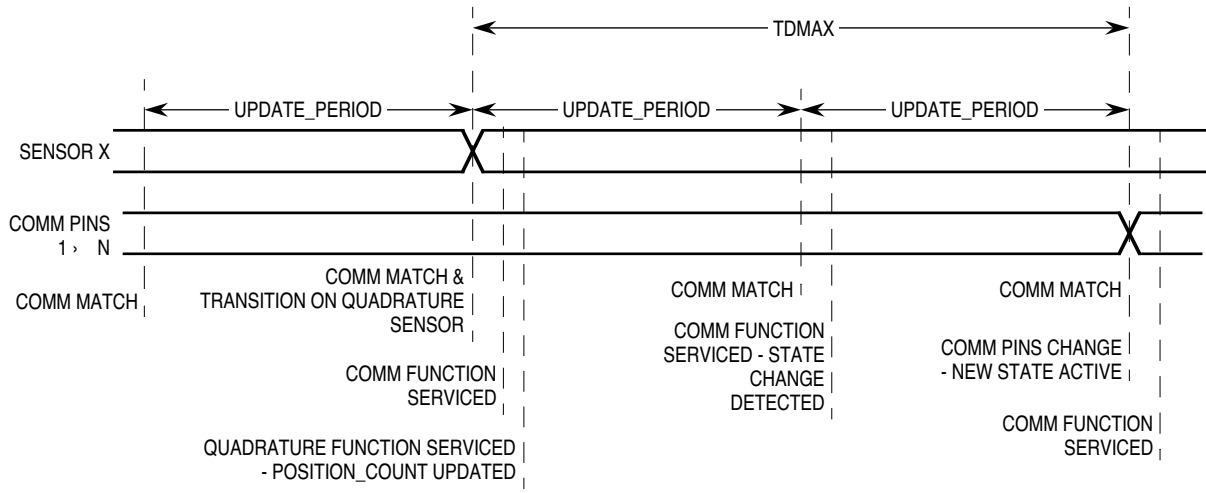 TDMAX
UPDATE_PERIOD
UPDATE_PERIOD
UPDATE_PERIOD
SENSOR X
COMM PINS
1 › N
COMM MATCH
COMM MATCH &
TRANSITION ON QUADRATURE
SENSOR
COMM FUNCTION
SERVICED
QUADRATURE FUNCTION SERVICED
- POSITION_COUNT UPDATED
COMM MATCH
COMM FUNCTION
SERVICED - STATE
CHANGE
DETECTED
COMM MATCH
COMM PINS CHANGE
- NEW STATE ACTIVE
COMM FUNCTION
SERVICED